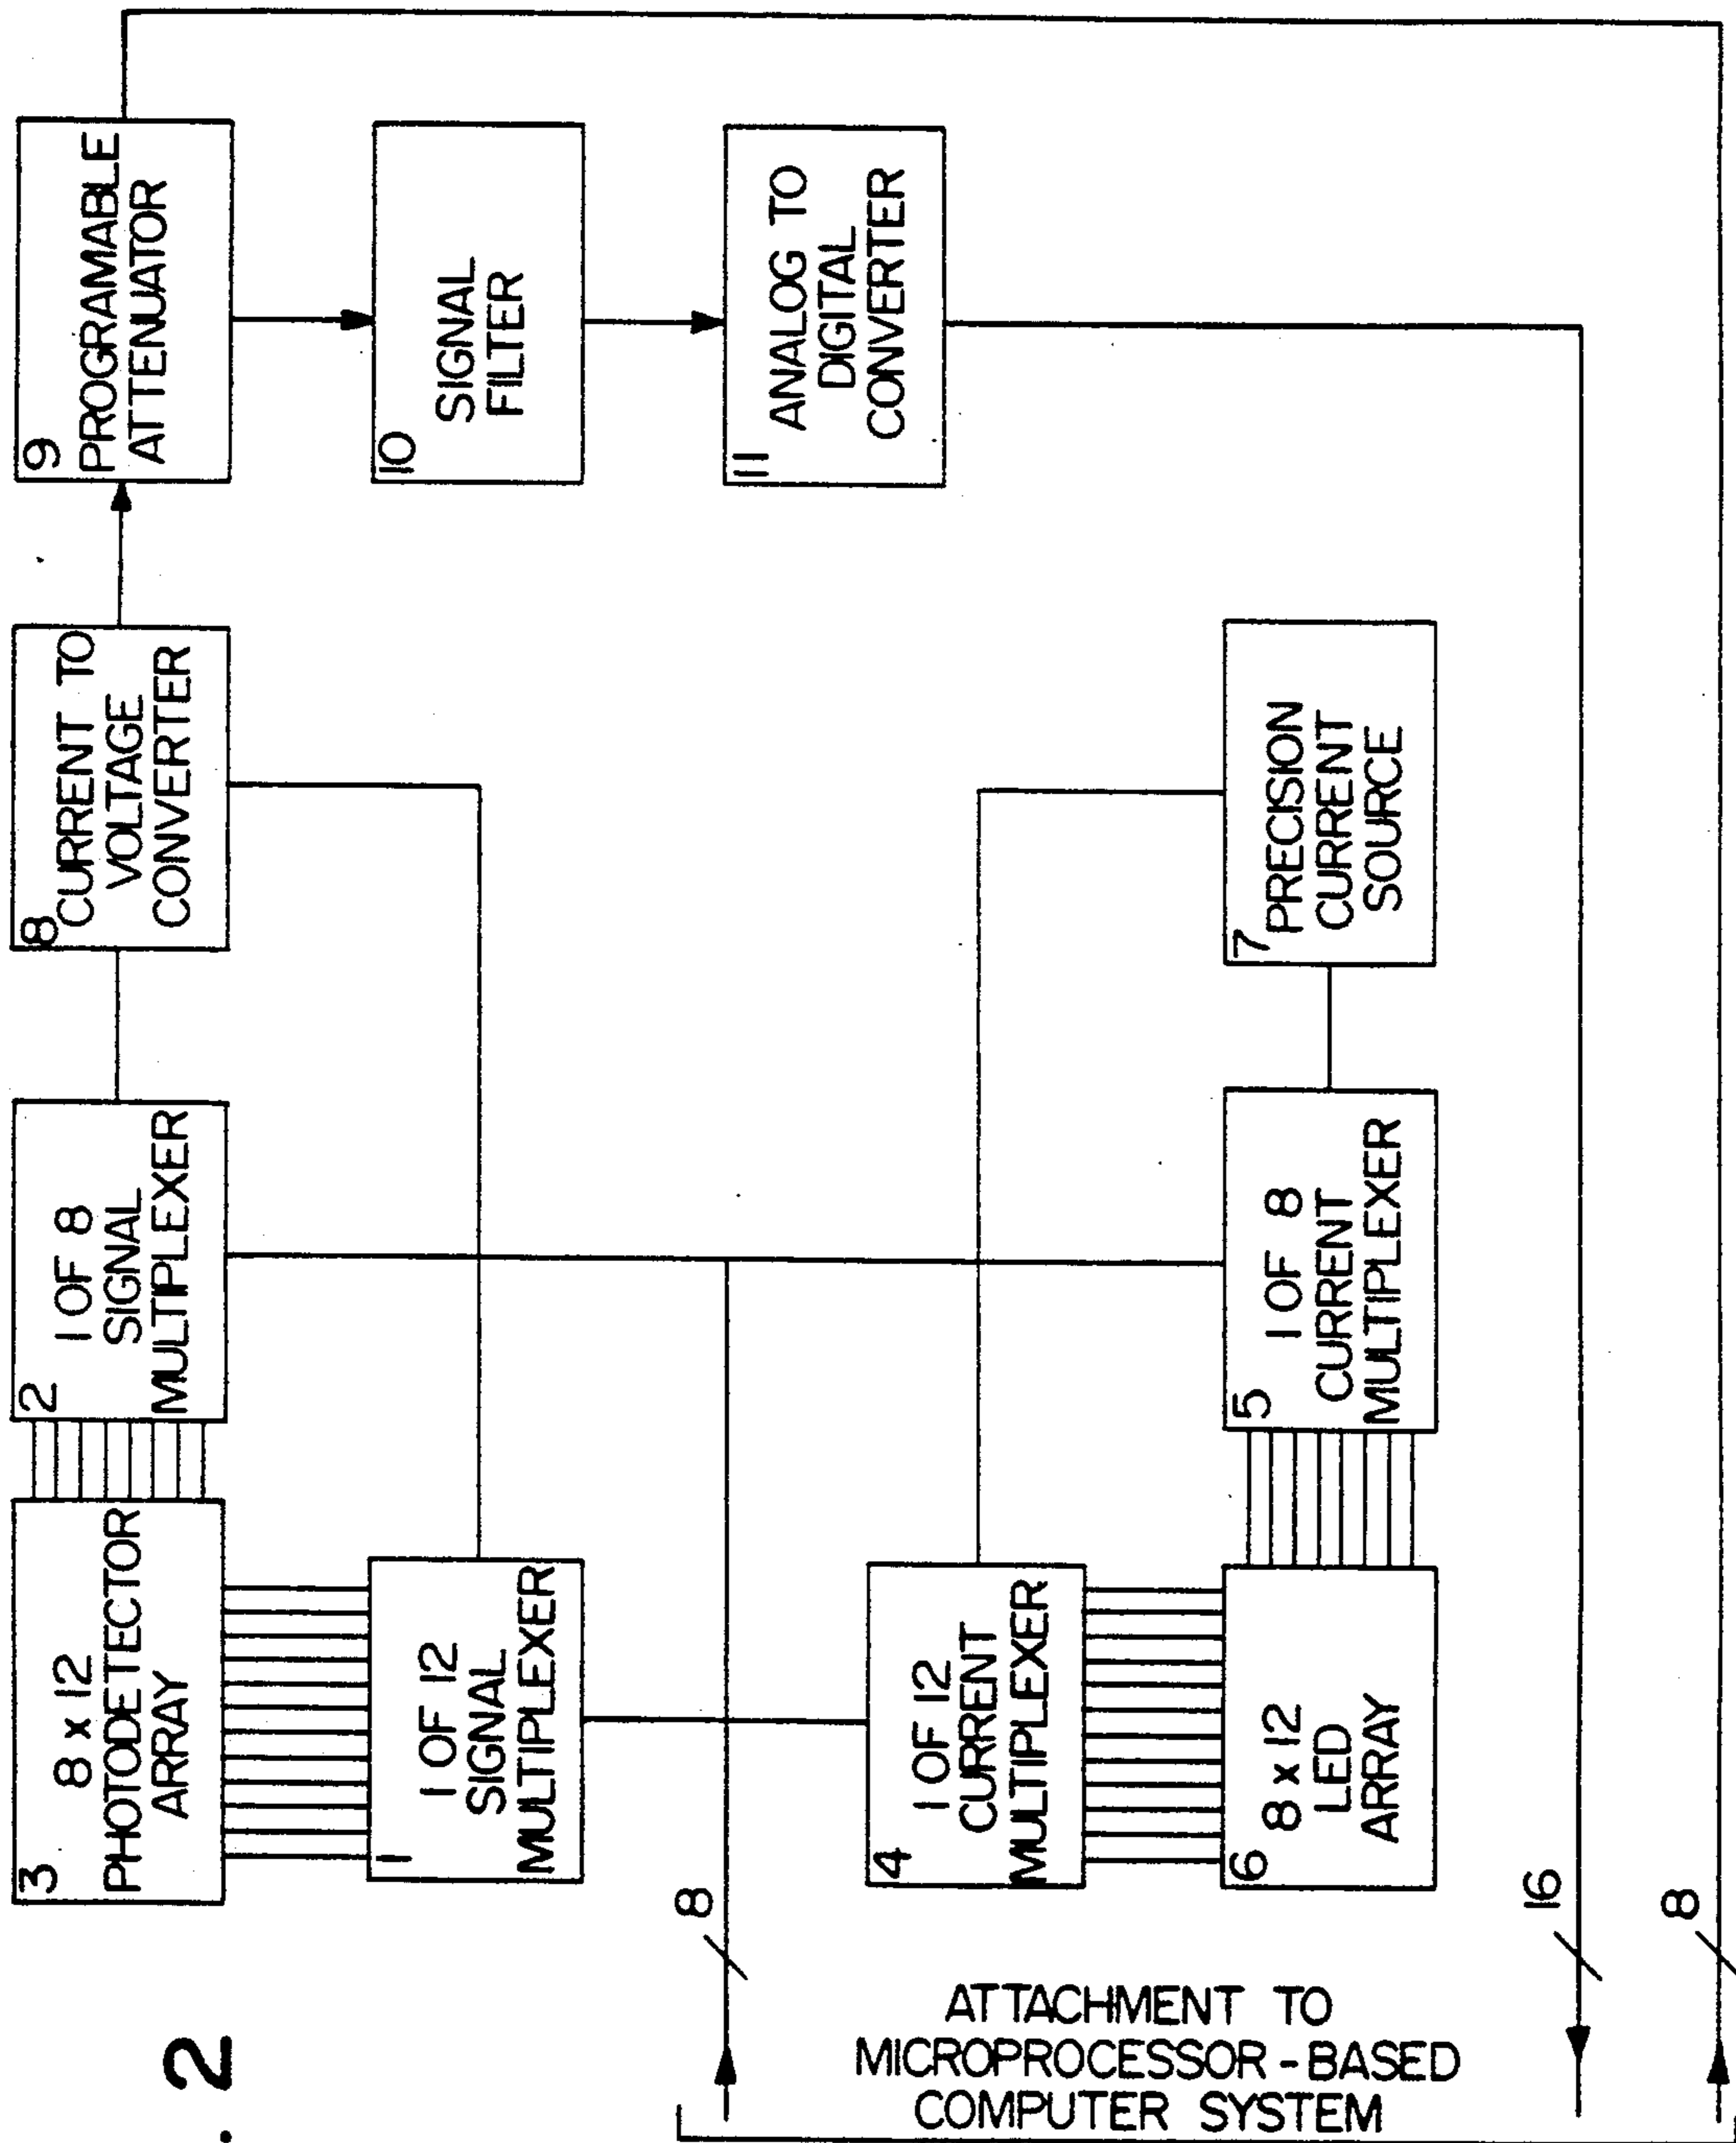 . 2
3
8 x 12
PHOTODETECTOR
ARRAY
2
1 OF 8
SIGNAL
MULTIPLEXER
8
CURRENT TO
VOLTAGE
CONVERTER
9
PROGRAMABLE
ATTENUATOR
1
1 OF 12
SIGNAL
MULTIPLEXER
10
SIGNAL
FILTER
8
11
ANALOG TO
DIGITAL
CONVERTER
4
1 OF 12
CURRENT
MULTIPLEXER
6
8 x 12
LED
ARRAY
5
1 OF 8
CURRENT
MULTIPLEXER
7
PRECISION
CURRENT
SOURCE
ATTACHMENT TO
MICROPROCESSOR-BASED
COMPUTER SYSTEM
16
8